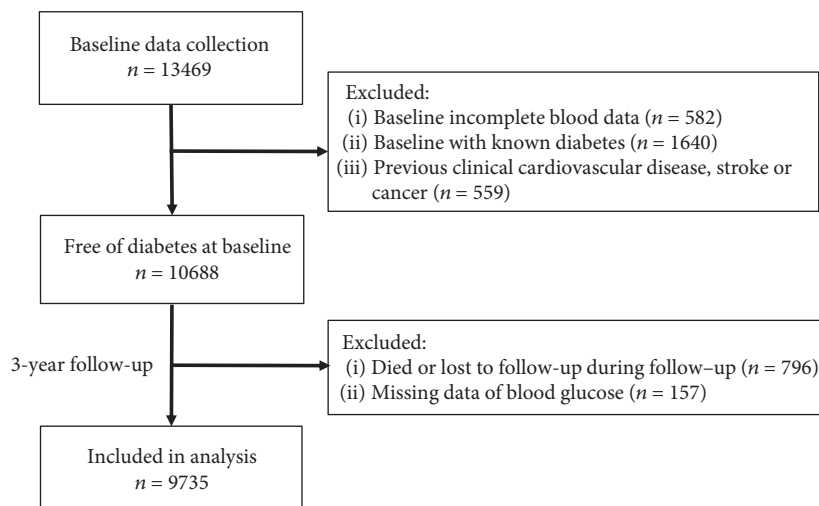 Baseline data collection
n = 13469
Excluded:
(i) Baseline incomplete blood data (n = 582)
(ii) Baseline with known diabetes (n = 1640)
(iii) Previous clinical cardiovascular disease, stroke or
cancer (n = 559)
Free of diabetes at baseline
n = 10688
3-year follow-up
Excluded:
(i) Died or lost to follow-up during follow–up (n = 796)
(ii) Missing data of blood glucose (n = 157)
Included in analysis
n = 9735